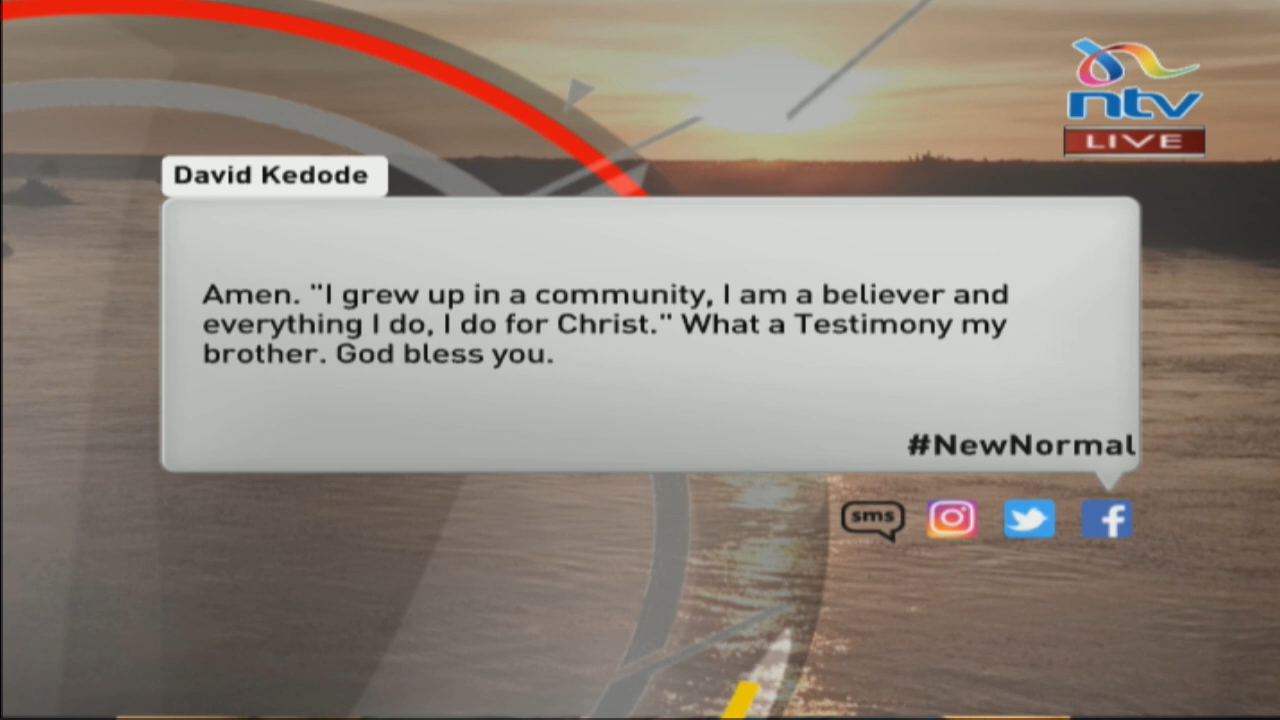 ntv
LIVE
David Kedode
Amen. "I grew up in a community, I am a believer and
everything I do, I do for Christ." What a Testimony my
brother. God bless you.
#NewNormal
sms